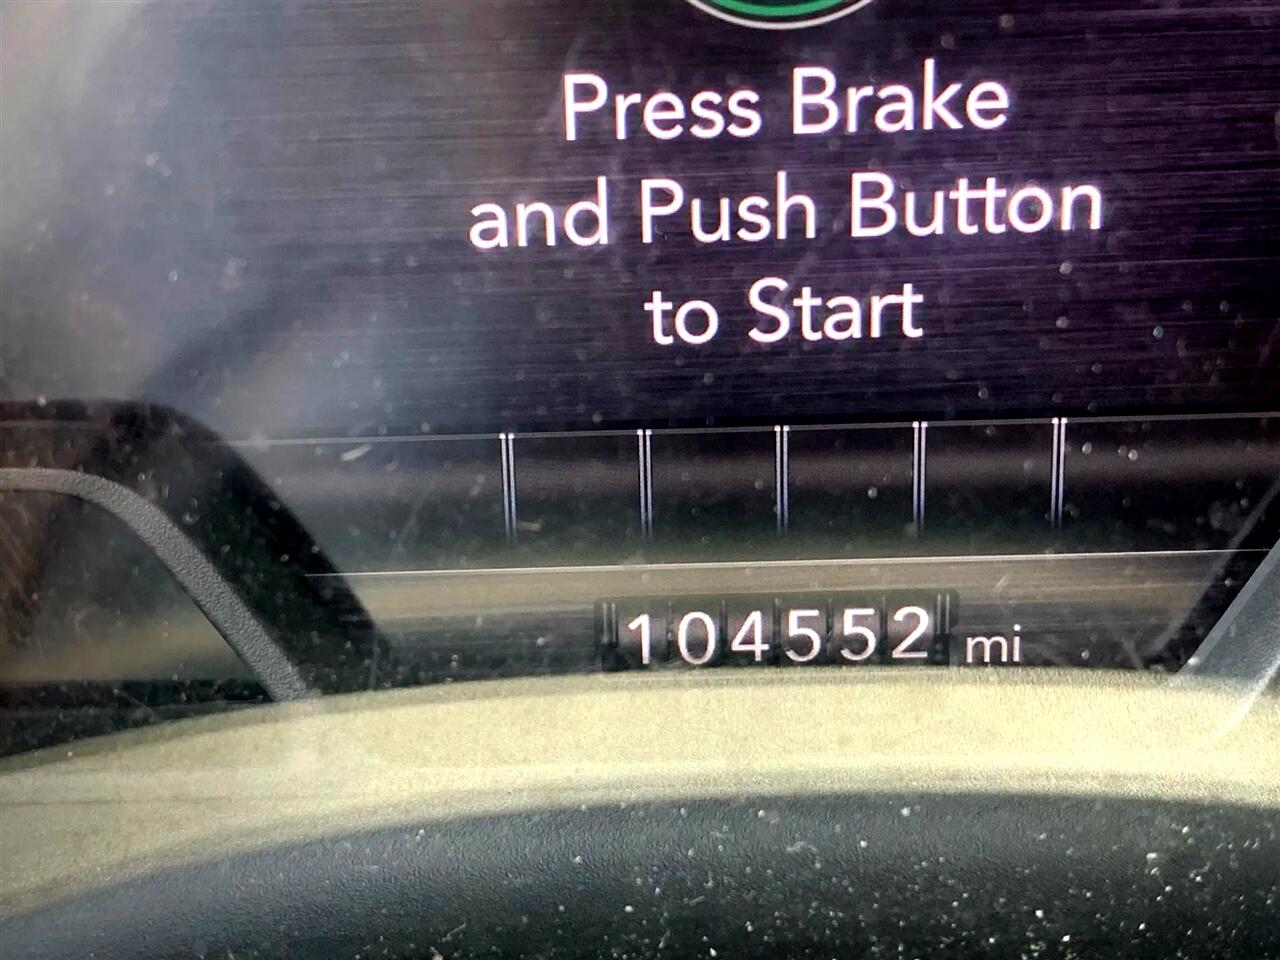 Press Brake
and Push Button
to Start
104552 mi